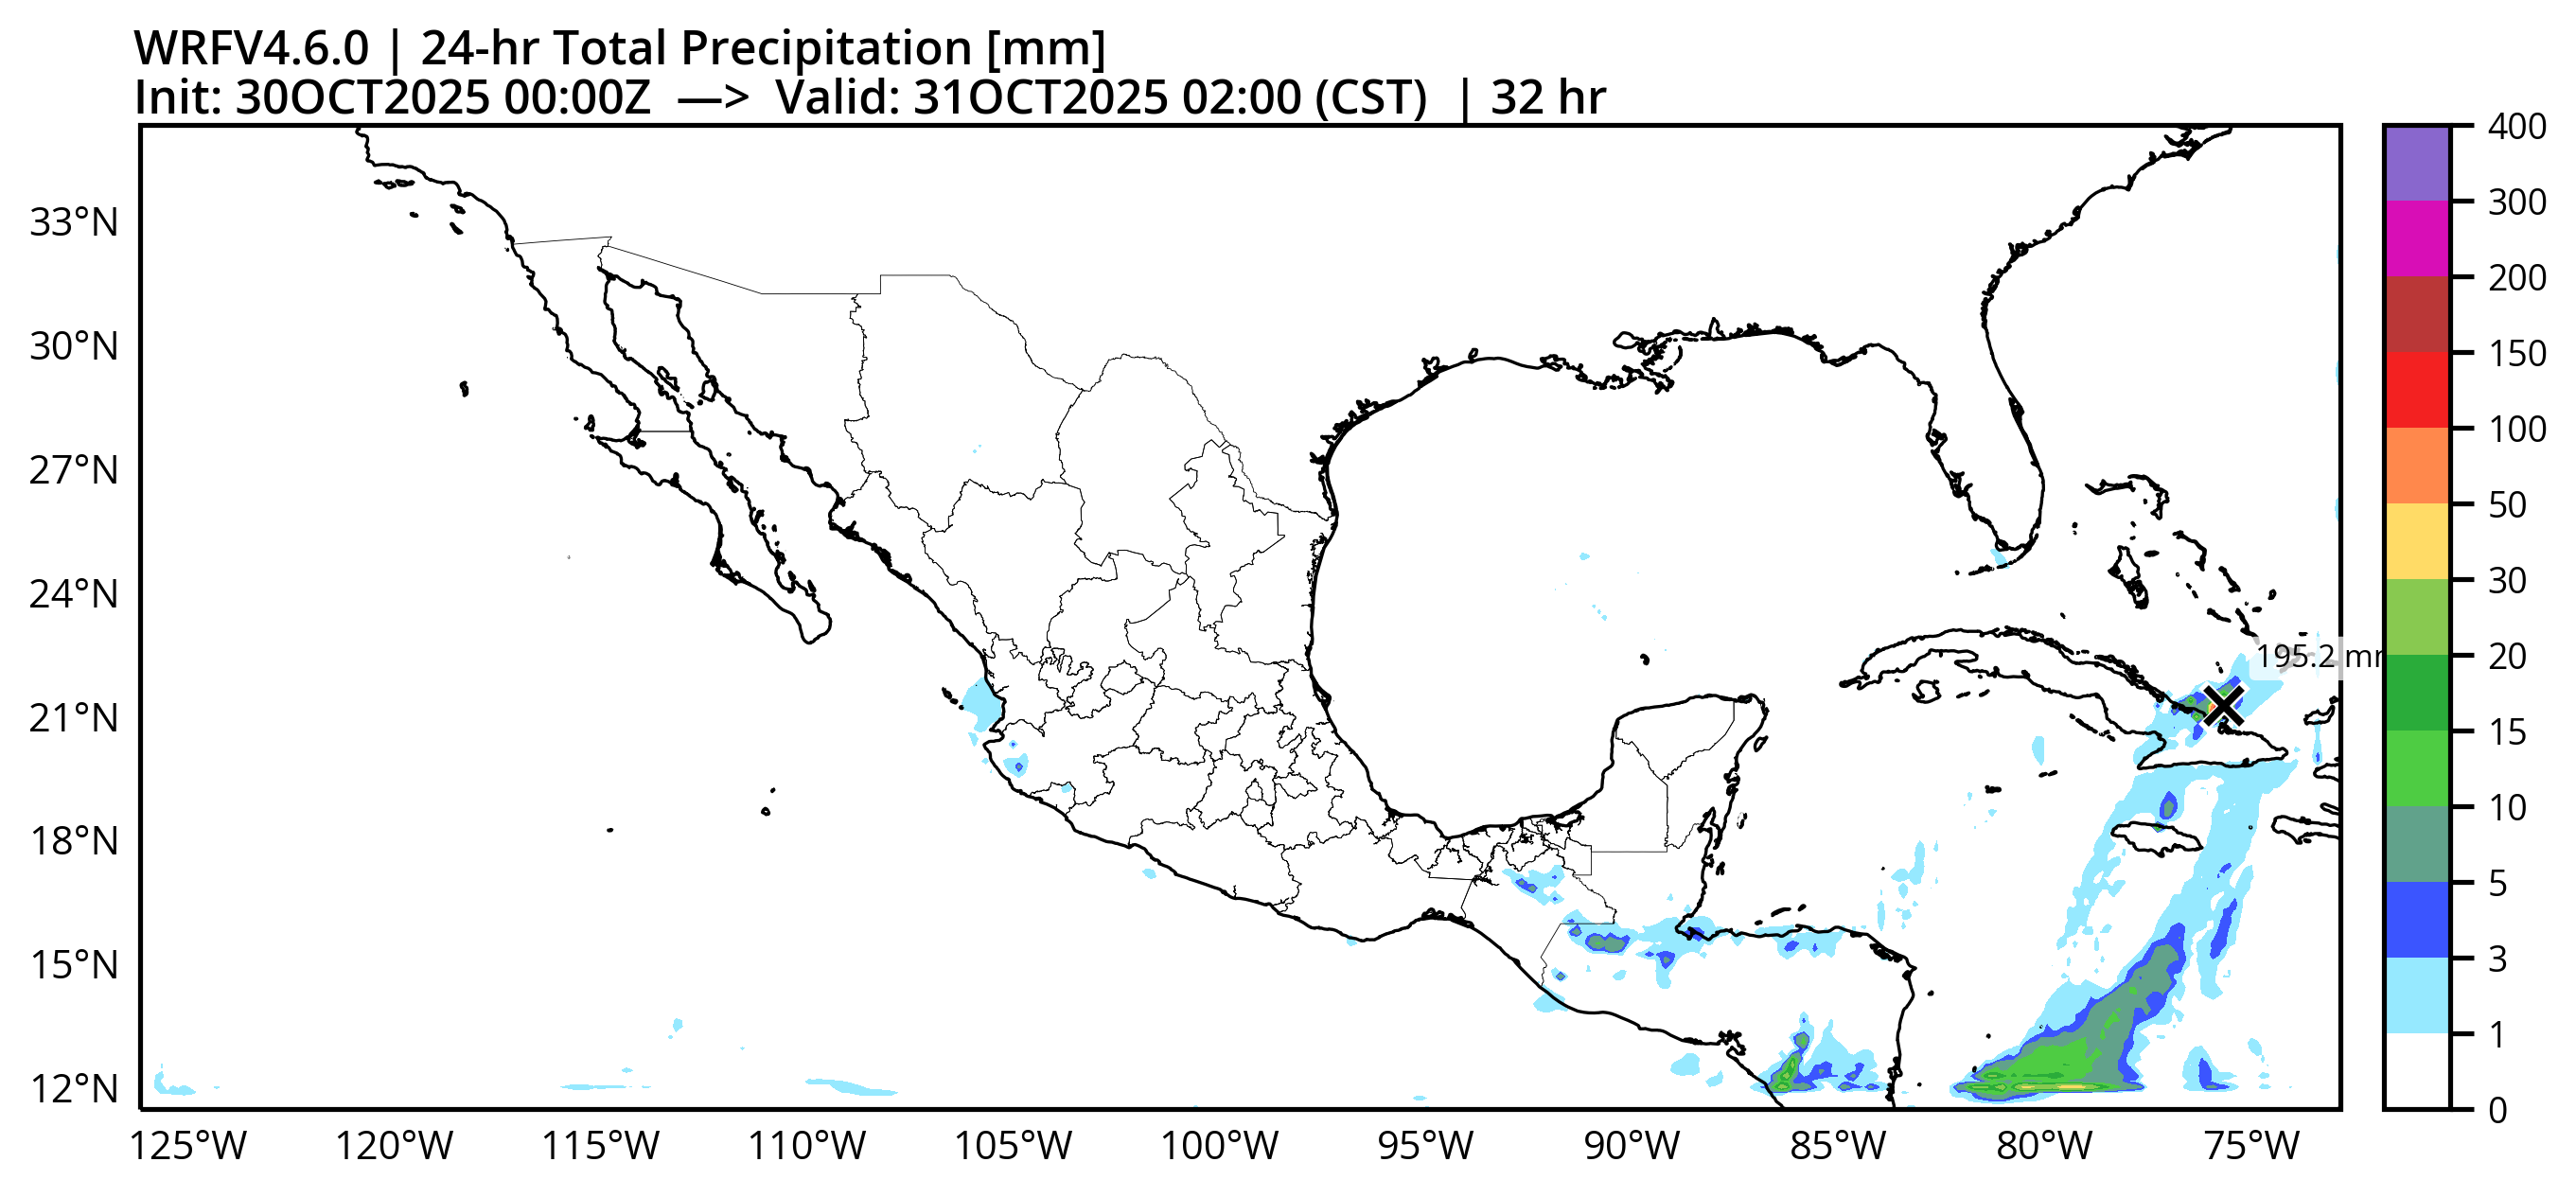 WRFV4.6.0 | 24-hr Total Precipitation [mm]
Init: 30OCT2025 00:00Z —> Valid: 31OCT2025 02:00 (CST) | 32 hr
33°N
30°N
27°N
24°N
21°N
18°N
15°N
12°N
125°W 120°W 115°W 110°W 105°W 100°W 95°W 90°W 85°W 80°W 75°W
195.2 m
400
300
200
150
100
50
30
20
15
10
5
3
1
0